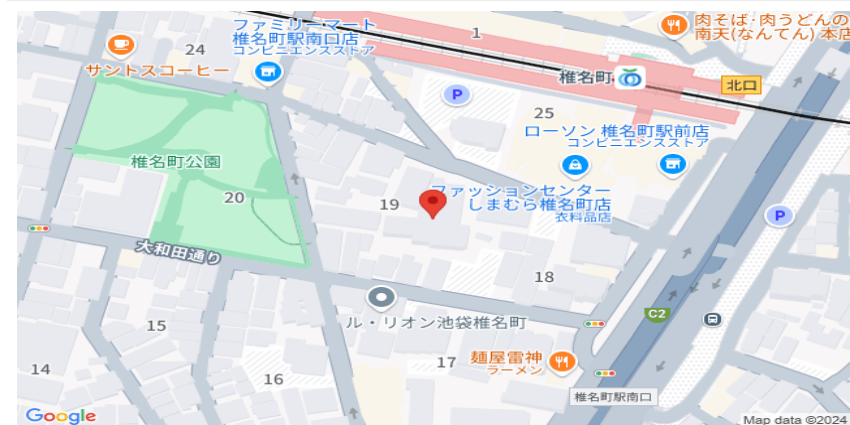 ファミリーマート
椎名町駅南口店
コンビニエンスストア
1
肉そば·肉うどんの
南天(なんてん) 本店
24
サントスコーヒー
椎名町
北口
P
25
ローソン 椎名町駅前店
コンビニエンスストア
椎名町公園
20
19
ファッションセンター
しまむら椎名町店
衣料品店
P
大和田通り
18
C2
ル・リオン池袋椎名町
15
麺屋雷神
ラーメン
17
14
16
椎名町駅南口
Google
Map data ©2024